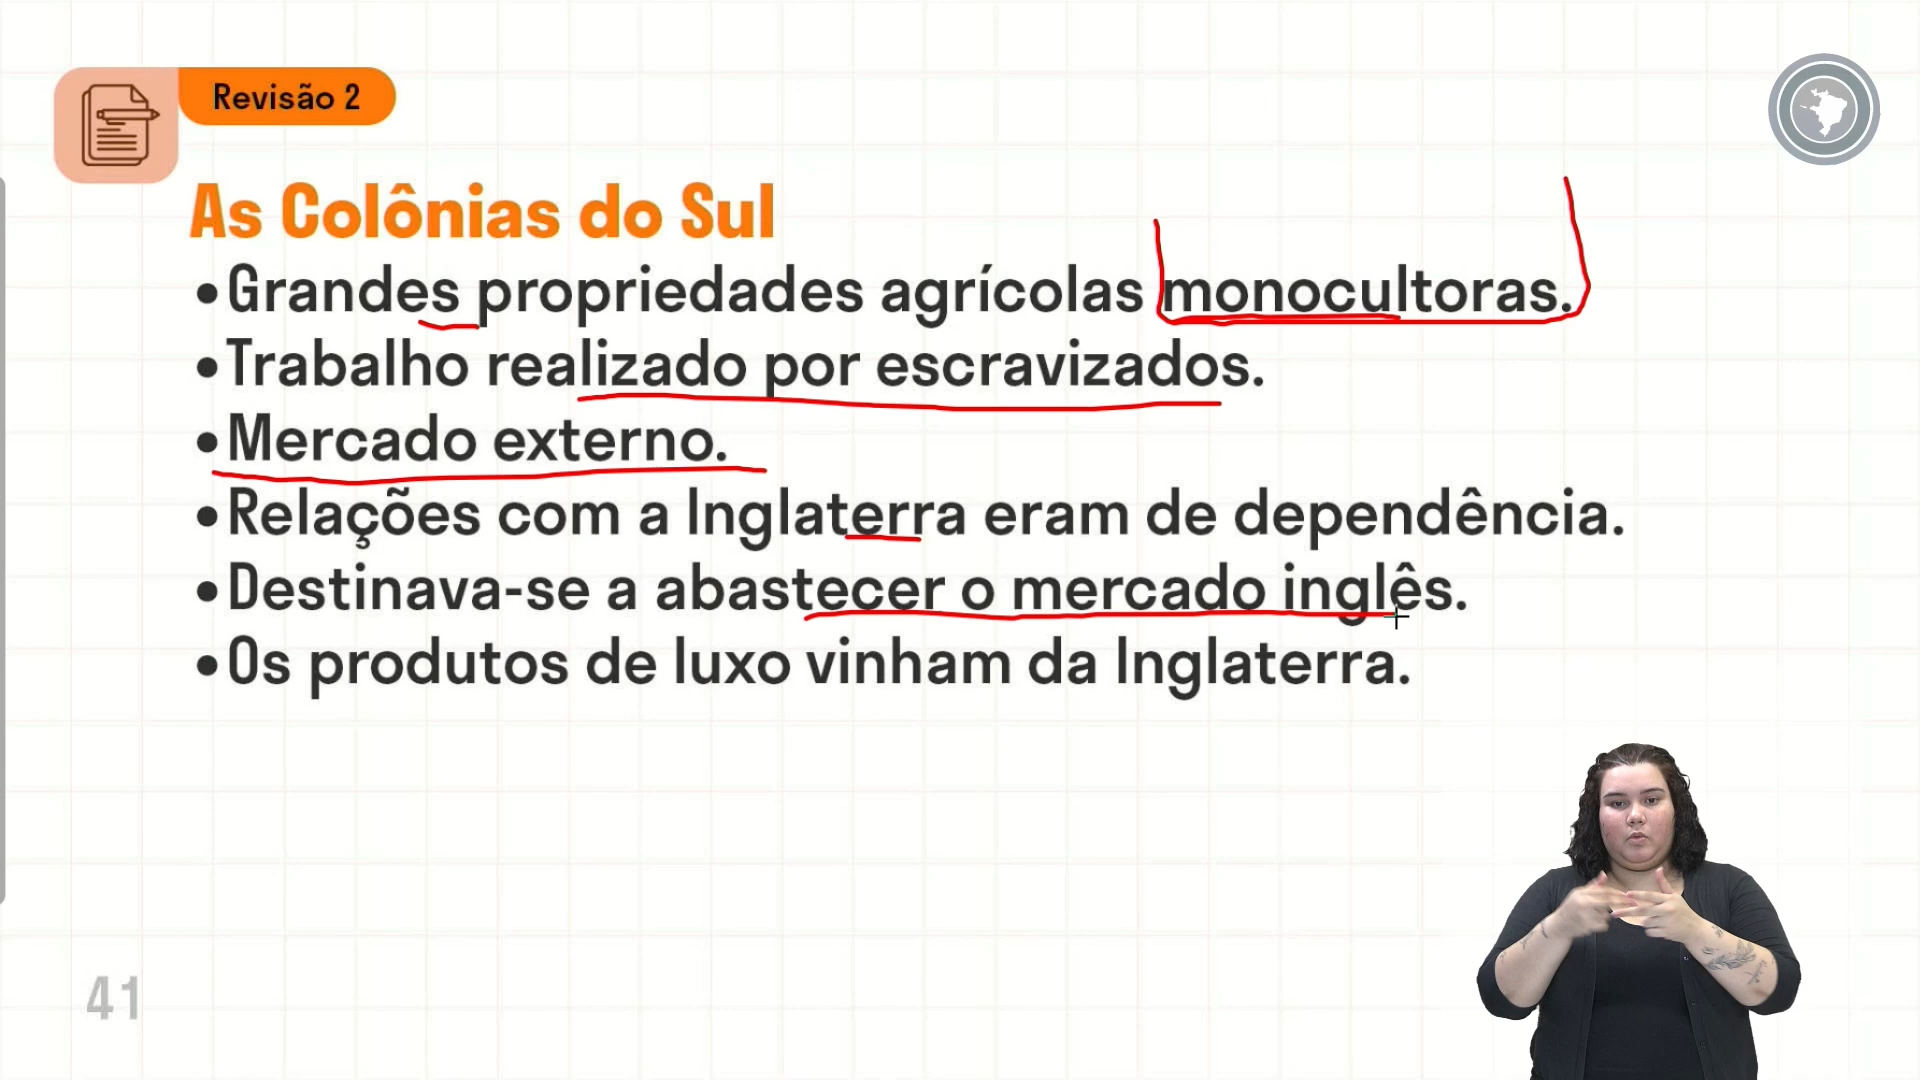 Revisão 2
As Colônias do Sul
•Grandes propriedades agrícolas monocultoras.
•Trabalho realizado por escravizados.
•Mercado externo.
•Relações com a Inglaterra eram de dependência.
•Destinava-se a abastecer o mercado inglês.
•Os produtos de luxo vinham da Inglaterra.
41